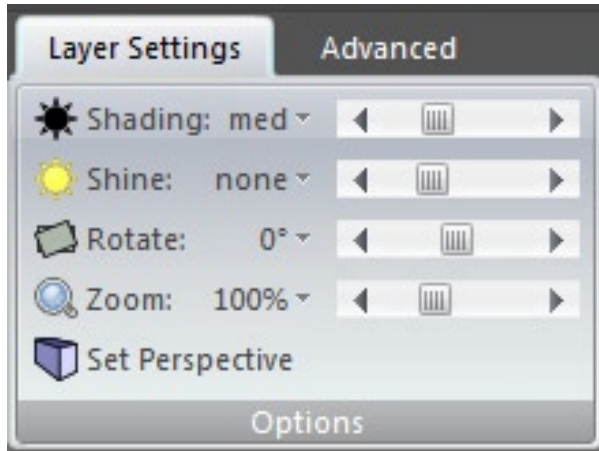 Layer Settings Advanced
Shading: med
Shine: none
Rotate: 0°
Zoom: 100%
Set Perspective
Options